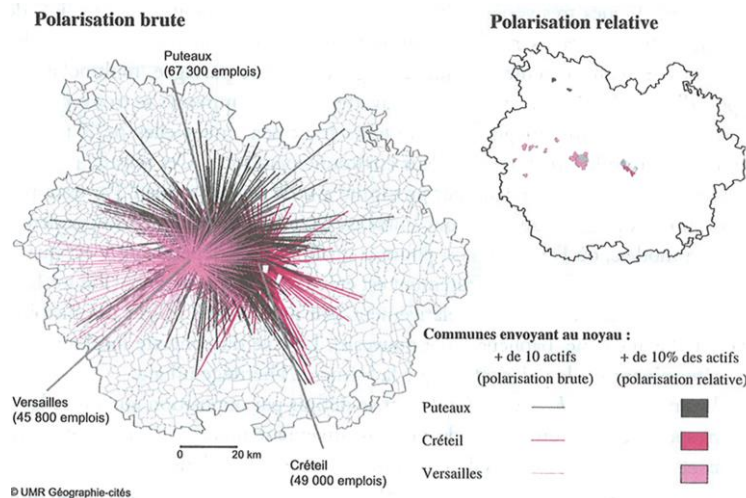 Polarisation brute
Polarisation relative
Puteaux
(67 300 emplois)
Versailles
(45 800 emplois)
0 20 km
Créteil
(49 000 emplois)
Communes envoyant au noyau :
+ de 10 actifs
(polarisation brute)
+ de 10% des actifs
(polarisation relative)
Puteaux
Créteil
Versailles
© UMR Géographie-cités